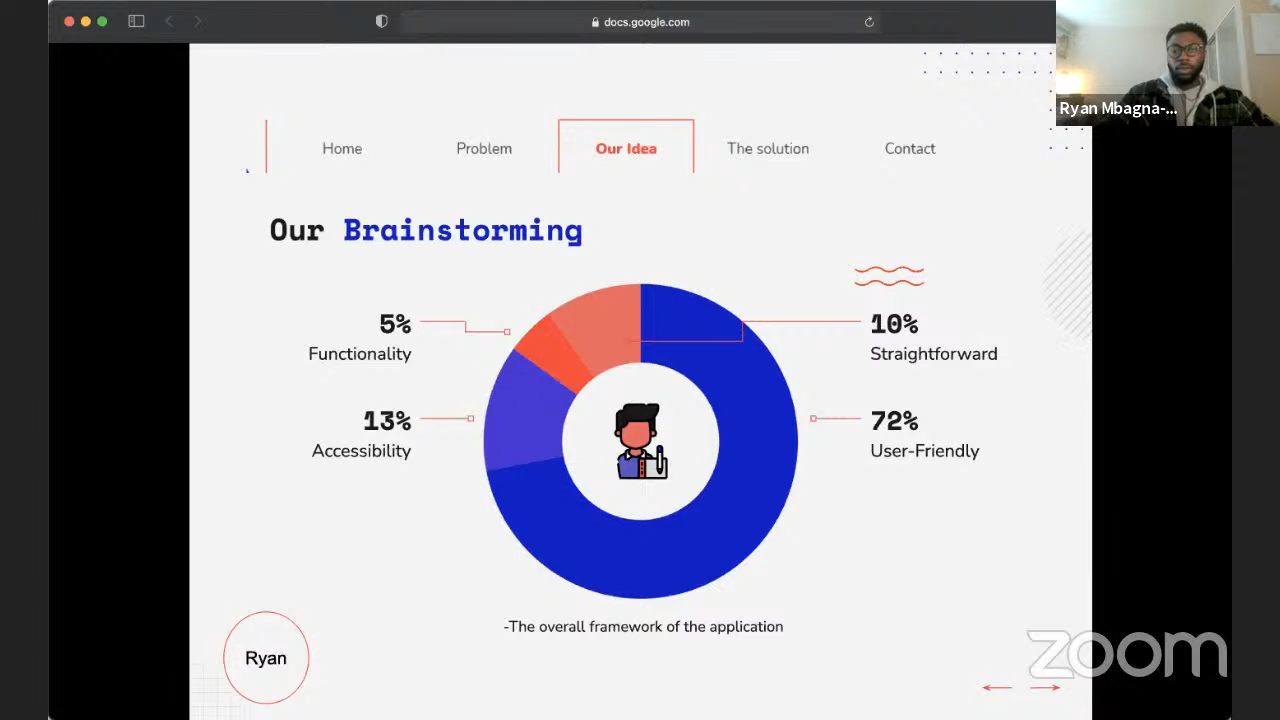 docs.google.com
Ryan Mbagna-...
Home
Problem
Our Idea
The solution
Contact
Our Brainstorming
5%
Functionality
10%
Straightforward
13%
Accessibility
72%
User-Friendly
-The overall framework of the application
Ryan
zoom